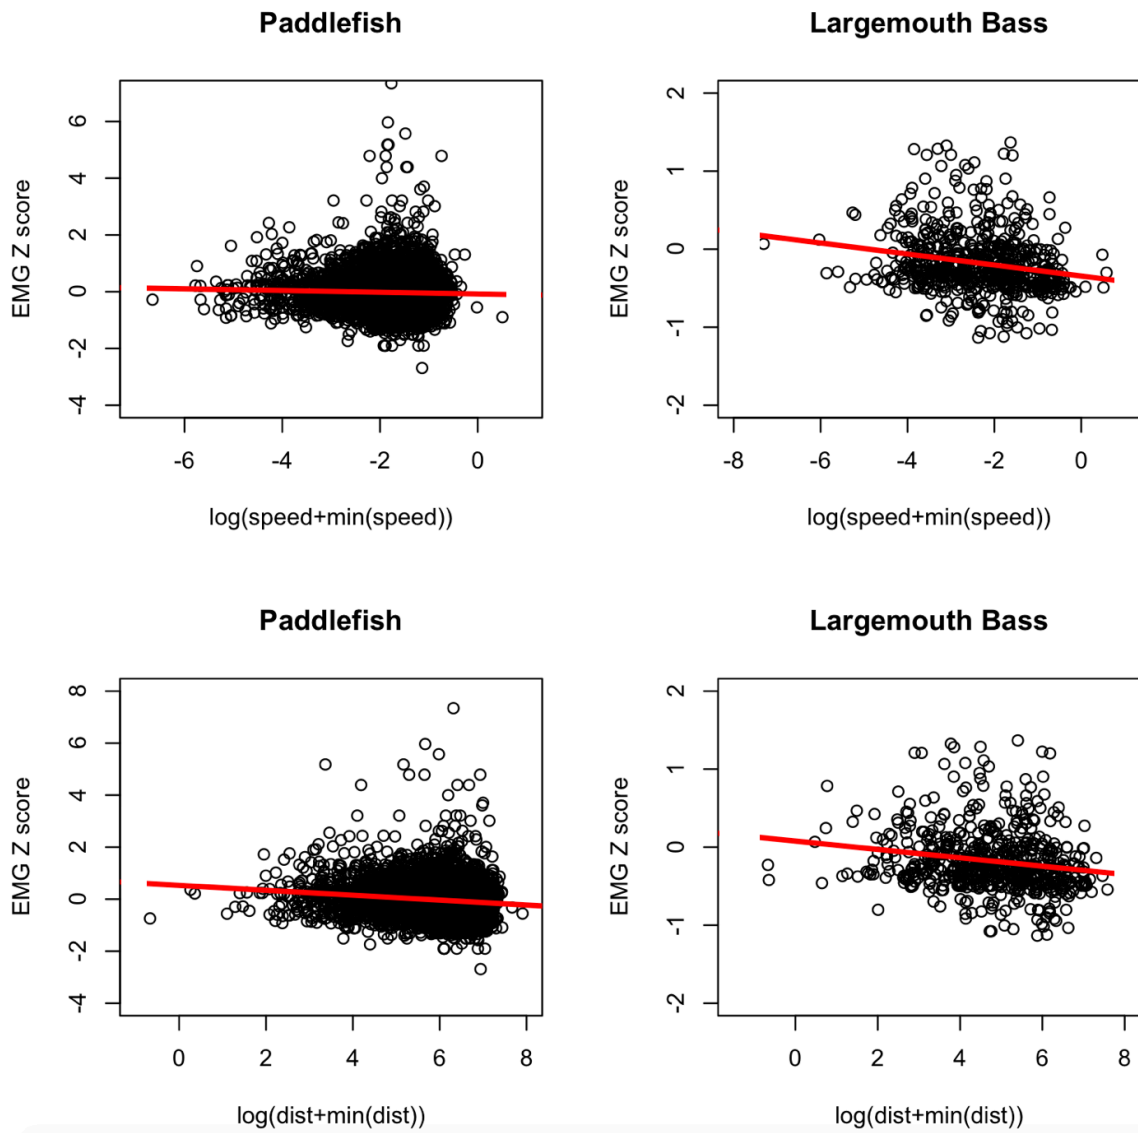 Paddlefish
EMG Z score
6
4
2
0
-2
-4
-6 -4 -2 0
log(speed+min(speed))
Largemouth Bass
EMG Z score
2
1
0
-1
-2
-8 -6 -4 -2 0
log(speed+min(speed))
Paddlefish
EMG Z score
8
6
4
2
0
-2
-4
0 2 4 6 8
log(dist+min(dist))
Largemouth Bass
EMG Z score
2
1
0
-1
-2
0 2 4 6 8
log(dist+min(dist))